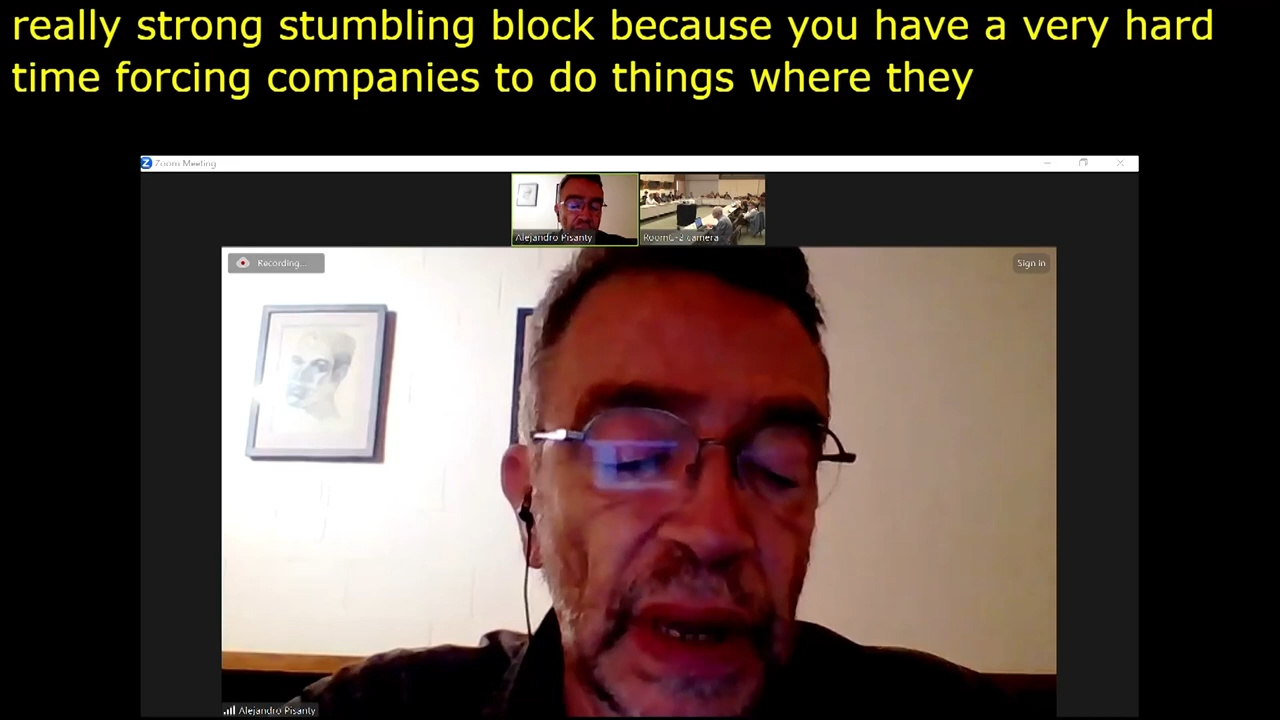 really strong stumbling block because you have a very hard
time forcing companies to do things where they
Zoom Meeting
Alejandro Pisanty
RoomC-2 camera
Recording...
Sign in
Alejandro Pisanty